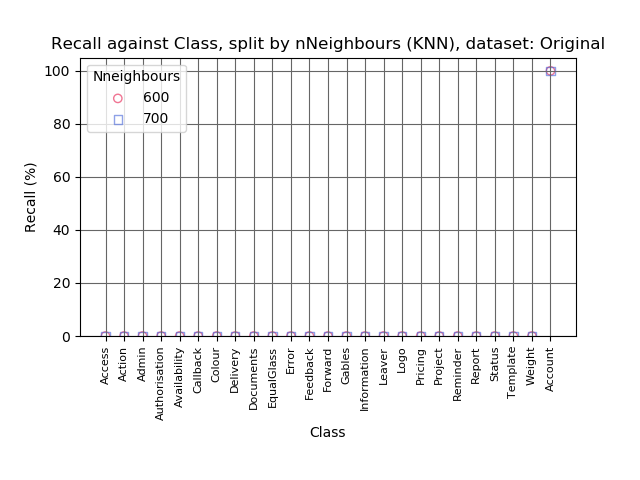 Recall against Class, split by nNeighbours (KNN), dataset: Original
Nneighbours
600
700
Recall (%)
100
80
60
40
20
0
Access
Action
Admin
Authorisation
Availability
Callback
Colour
Delivery
Documents
EqualGlass
Error
Feedback
Forward
Gables
Information
Leaver
Logo
Pricing
Project
Reminder
Report
Status
Template
Weight
Account
Class